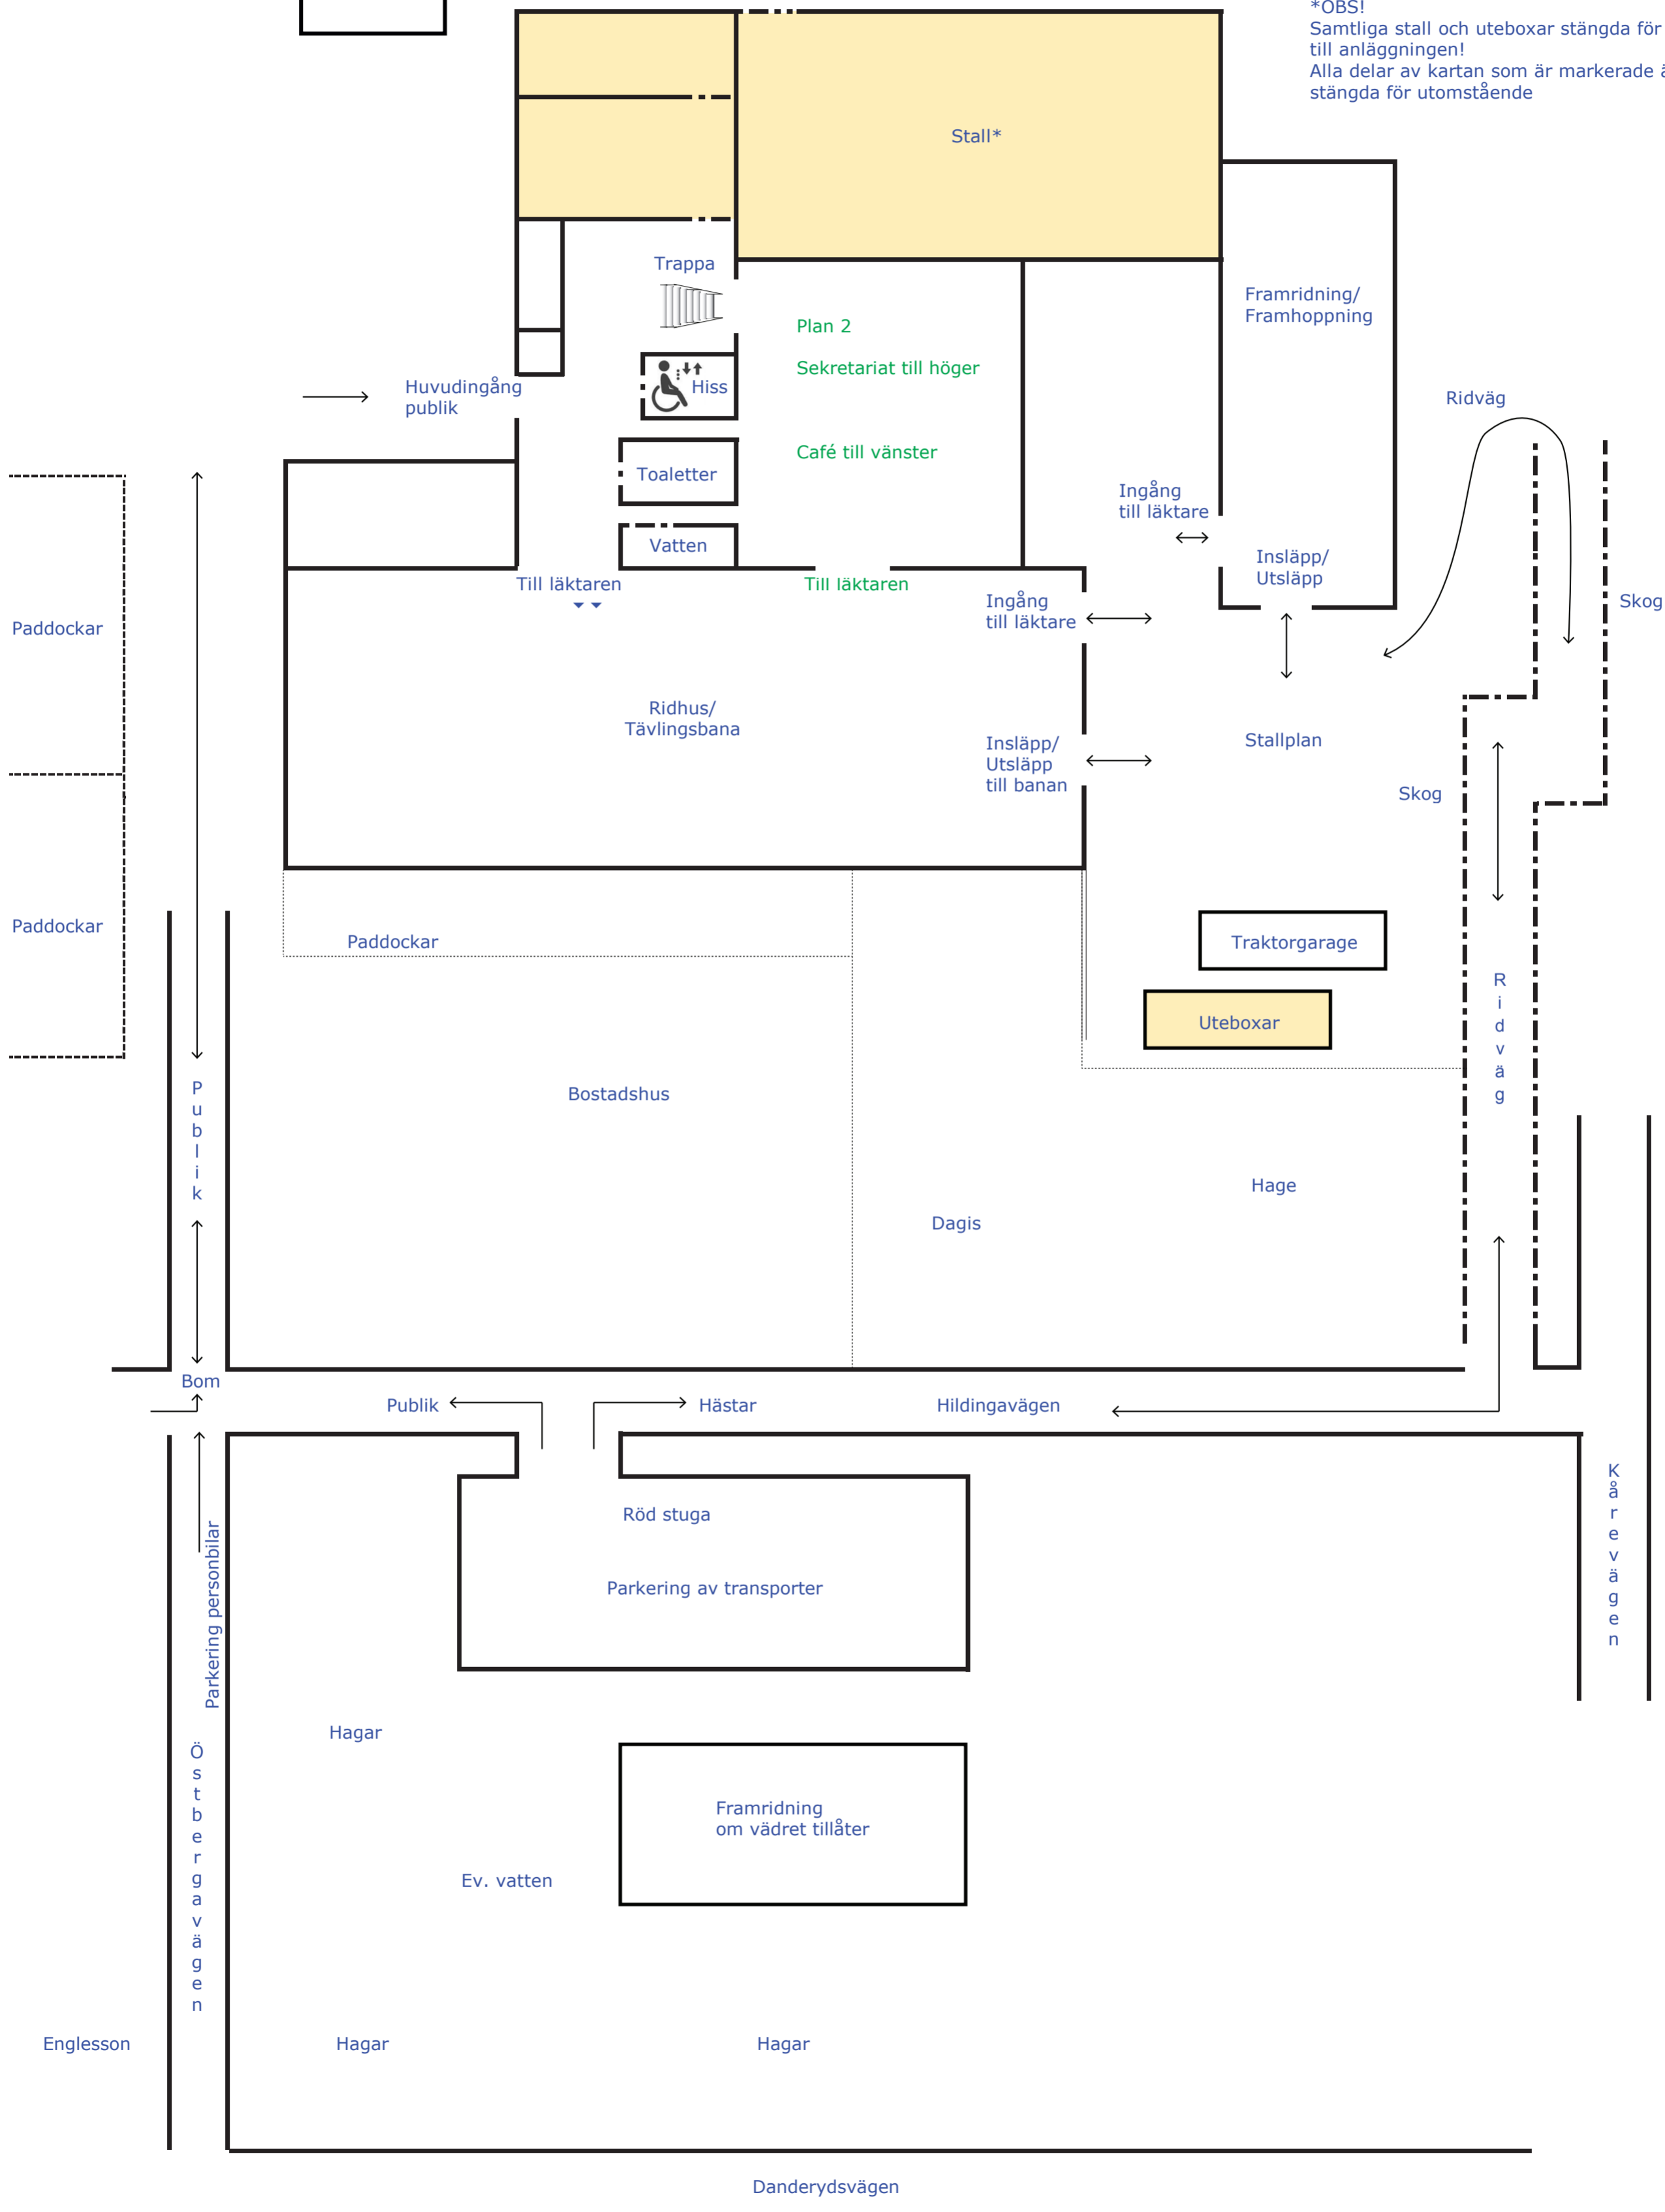 *OBS!
Samtliga stall och uteboxar stängda för
till anläggningen!
Alla delar av kartan som är markerade
stängda för utomstående
Stall*
Trappa
Framridning/
Framhoppning
Plan 2
Sekretariat till höger
Hiss
Huvudingång
publik
Ridväg
Café till vänster
Toaletter
Ingång
till läktare
Vatten
Insläpp/
Utsläpp
Till läktaren
Till läktaren
Ingång
till läktare
Skog
Paddockar
Ridhus/
Tävlingsbana
Insläpp/
Utsläpp
till banan
Stallplan
Skog
Paddockar
Paddockar
Traktorgarage
Ridväg
Uteboxar
Publik
Bostadshus
Hage
Dagis
Bom
Publik
Hästar
Hildingavägen
Kårevägen
Röd stuga
Parkering av transporter
Parkering personbilar
Hagar
Östbergavägen
Framridning
om vädret tillåter
Ev. vatten
Englesson
Hagar
Hagar
Danderydsvägen